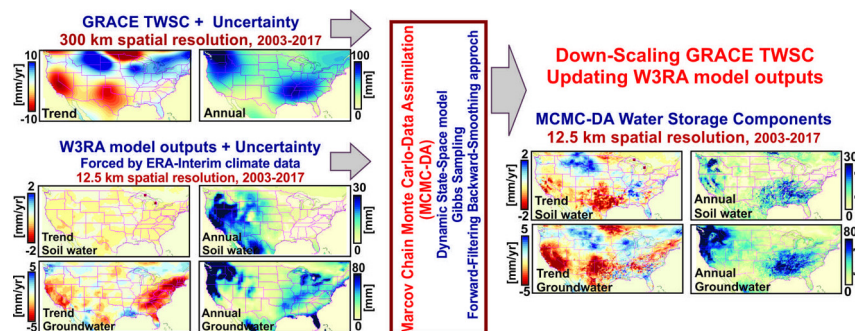 GRACE TWSC + Uncertainty
300 km spatial resolution, 2003-2017
10
-10
[mm/yr]
Trend
Annual
100
0
[mm]
W3RA model outputs + Uncertainty
Forced by ERA-Interim climate data
12.5 km spatial resolution, 2003-2017
2
-2
[mm/yr]
Trend
Soil water
Annual
Soil water
30
0
[mm]
5
-5
[mm/yr]
Trend
Groundwater
Annual
Groundwater
80
0
[mm]
Marcov Chain Monte Carlo-Data Assimilation
(MCMC-DA)
Dynamic State-Space model
Gibbs Sampling
Forward-Filtering Backward-Smoothing approch
Down-Scaling GRACE TWSC
Updating W3RA model outputs
MCMC-DA Water Storage Components
12.5 km spatial resolution, 2003-2017
2
-2
[mm/yr]
Trend
Soil water
Annual
Soil water
30
0
[mm]
5
-5
[mm/yr]
Trend
Groundwater
Annual
Groundwater
80
0
[mm]